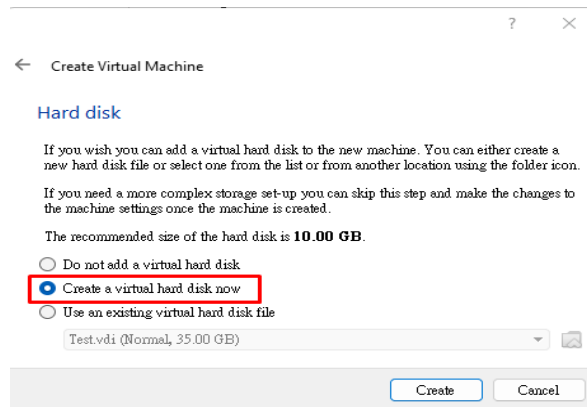 ?
Create Virtual Machine
Hard disk
If you wish you can add a virtual hard disk to the new machine. You can either create a
new hard disk file or select one from the list or from another location using the folder icon.
If you need a more complex storage set-up you can skip this step and make the changes to
the machine settings once the machine is created.
The recommended size of the hard disk is 10.00 GB.
Do not add a virtual hard disk
Create a virtual hard disk now
Use an existing virtual hard disk file
Test.vdi (Normal, 35.00 GB)
Create Cancel